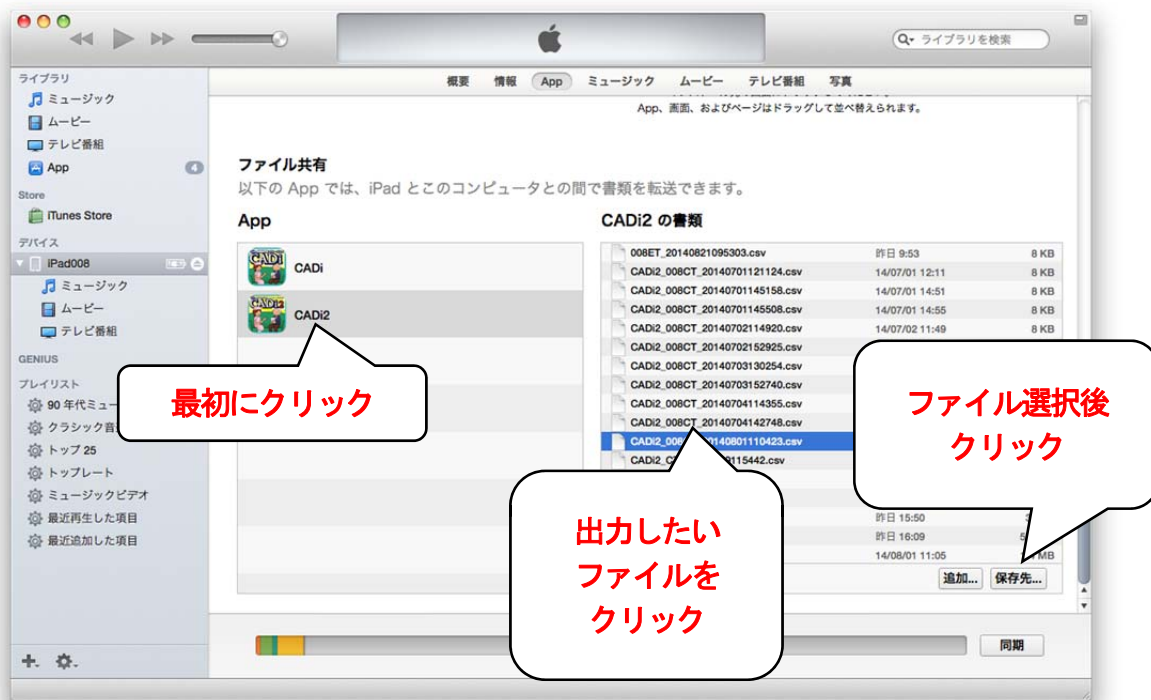 ライブラリを検索
ライブラリ
ミュージック
ムービー
テレビ番組
App
4
Store
iTunes Store
デバイス
iPad008
ミュージック
ムービー
テレビ番組
GENIUS
プレイリスト
90 年代ミュー
クラシック音
トップ 25
トップレート
ミュージックビデオ
最近再生した項目
最近追加した項目
概要 情報 App ミュージック ムービー テレビ番組 写真
App、画面、およびページはドラッグして並べ替えられます。
ファイル共有
以下の App では、iPad とこのコンピュータとの間で書類を転送できます。
App
CADi
CADi2
最初にクリック
CADi2 の書類
008ET_20140821095303.csv 昨日 9:53 8 KB
CADi2_008CT_20140701121124.csv 14/07/01 12:11 8 KB
CADi2_008CT_20140701145158.csv 14/07/01 14:51 8 KB
CADi2_008CT_20140701145508.csv 14/07/01 14:55 8 KB
CADi2_008CT_20140702114920.csv 14/07/02 11:49 8 KB
CADi2_008CT_20140702152925.csv
CADi2_008CT_20140703130254.csv
CADi2_008CT_20140703152740.csv
CADi2_008CT_20140704114355.csv
CADi2_008CT_20140704142748.csv
昨日 15:50
昨日 16:09
14/08/01 11:05 MB
ファイル選択後
クリック
出力したい
ファイルを
クリック
追加... 保存先...
同期